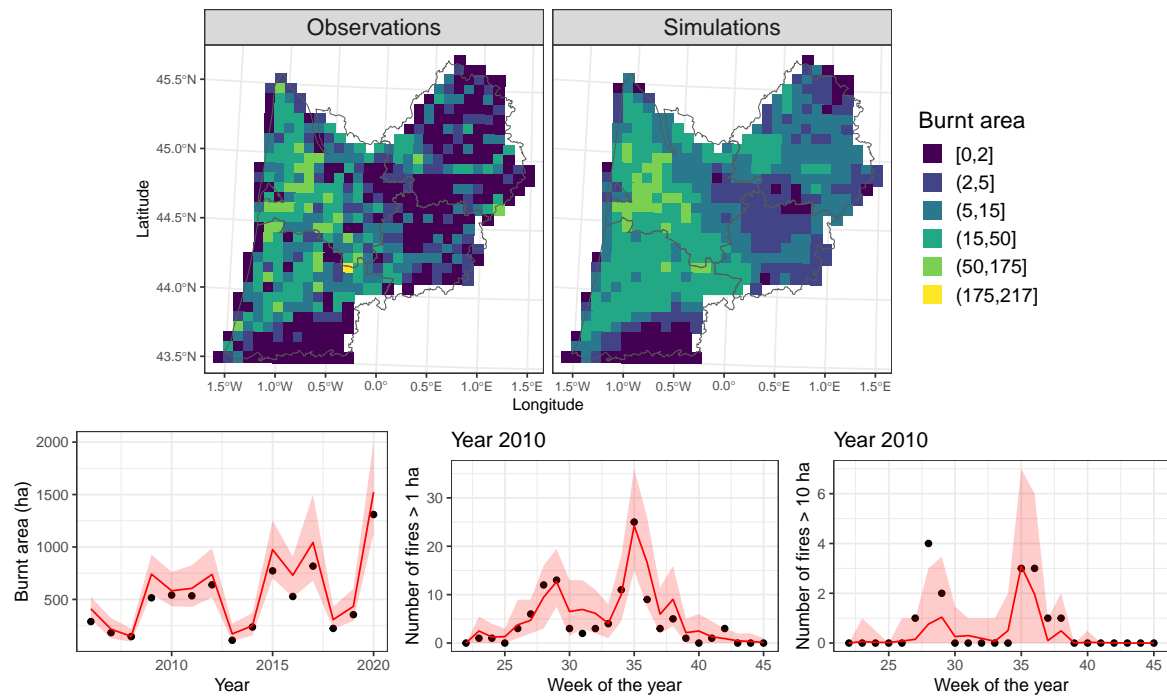 Observations
Simulations
45.5°N
45.0°N
44.5°N
44.0°N
43.5°N
Latitude
1.5°W 1.0°W 0.5°W 0.0° 0.5°E 1.0°E 1.5°E
1.5°W 1.0°W 0.5°W 0.0° 0.5°E 1.0°E 1.5°E
Longitude
Burnt area
[0,2]
(2,5]
(5,15]
(15,50]
(50,175]
(175,217]
2000
1500
1000
500
Burnt area (ha)
2010 2015 2020
Year
Year 2010
30
20
10
0
Number of fires > 1 ha
25 30 35 40 45
Week of the year
Year 2010
6
4
2
0
Number of fires > 10 ha
25 30 35 40 45
Week of the year